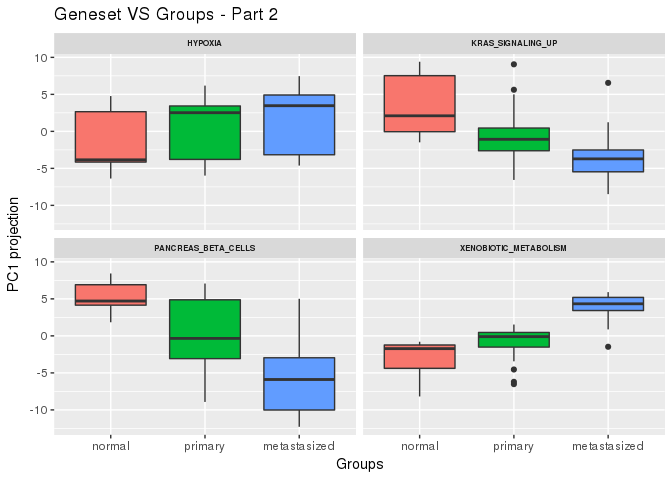 Geneset VS Groups - Part 2
HYPOXIA
KRAS_SIGNALING_UP
10
5
0
-5
-10
PC1 projection
PANCREAS_BETA_CELLS
XENOBIOTIC_METABOLISM
10
5
0
-5
-10
normal primary metastasized normal primary metastasized
Groups